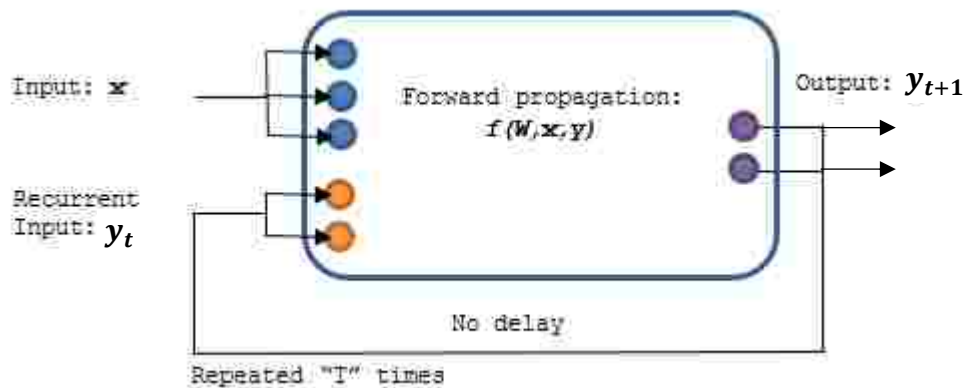 Input: x
Forward propagation:
f(W,x,y)
Output: y_{t+1}
Recurrent
Input: y_t
No delay
Repeated "T" times